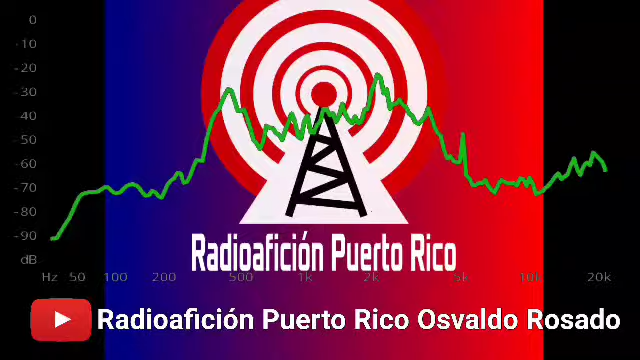 0
-10
-20
-30
-40
-50
-60
-70
-80
-90
dB
Radioafición Puerto Rico
Hz 50 100 200 500 1k 2k 5k 10k 20k
Radioafición Puerto Rico Osvaldo Rosado